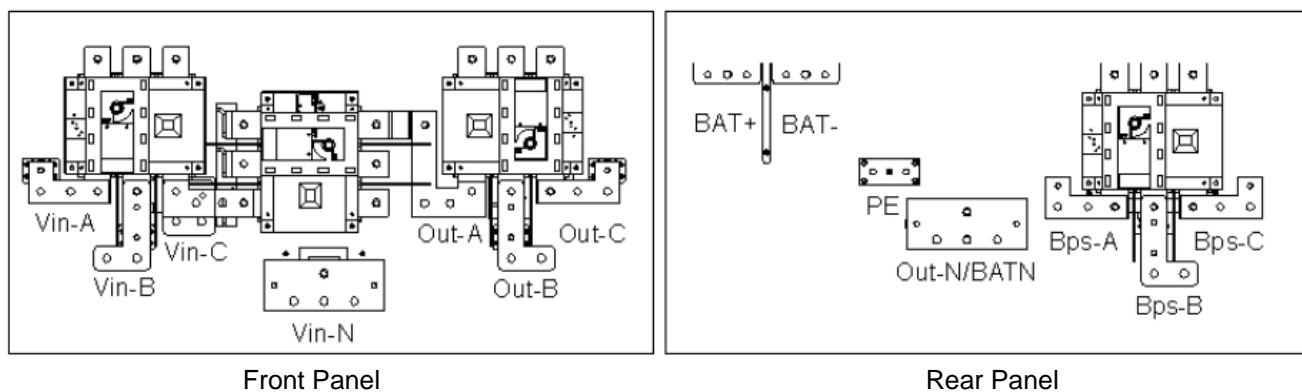 BAT+ BAT-
PE
Vin-A Vin-C Out-A Out-C Bps-A Bps-C
Vin-B Out-B Out-N/BATN
Vin-N Bps-B
Front Panel Rear Panel